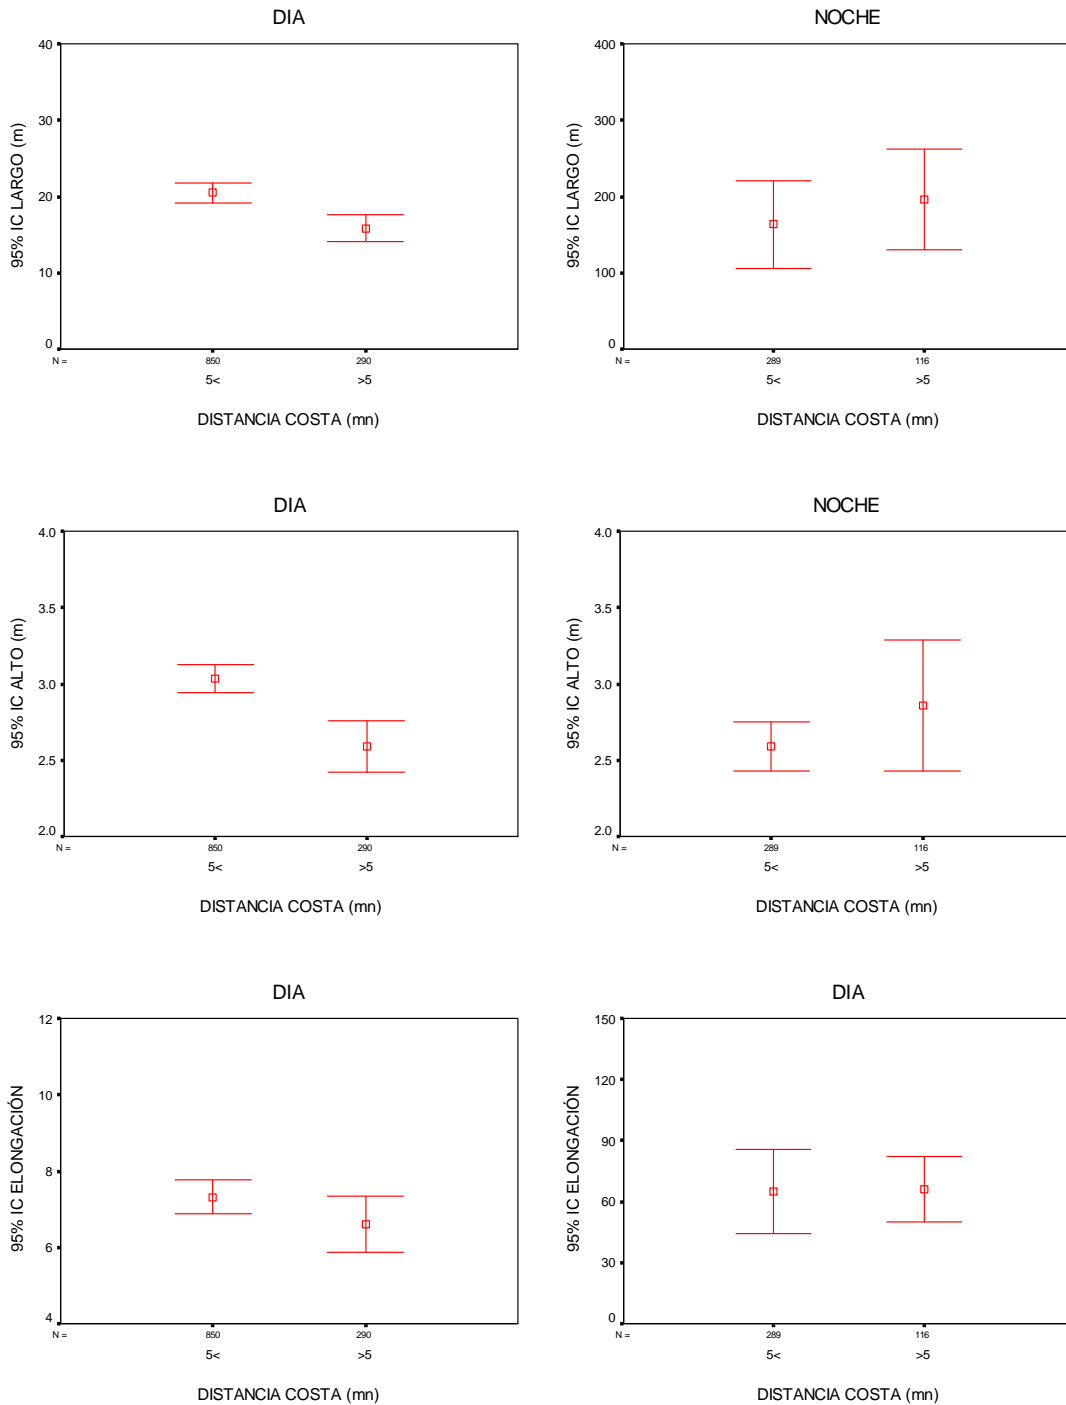 DIA
95% IC LARGO (m)
40
30
20
10
0
N =
850
290
5<
>5
DISTANCIA COSTA (mn)
NOCHE
95% IC LARGO (m)
400
300
200
100
0
N =
289
116
5<
>5
DISTANCIA COSTA (mn)
DIA
95% IC ALTO (m)
4.0
3.5
3.0
2.5
2.0
N =
850
290
5<
>5
DISTANCIA COSTA (mn)
NOCHE
95% IC ALTO (m)
4.0
3.5
3.0
2.5
2.0
N =
289
116
5<
>5
DISTANCIA COSTA (mn)
DIA
95% IC ELONGACIÓN
12
10
8
6
4
N =
850
290
5<
>5
DISTANCIA COSTA (mn)
DIA
95% IC ELONGACIÓN
150
120
90
60
30
0
N =
289
116
5<
>5
DISTANCIA COSTA (mn)